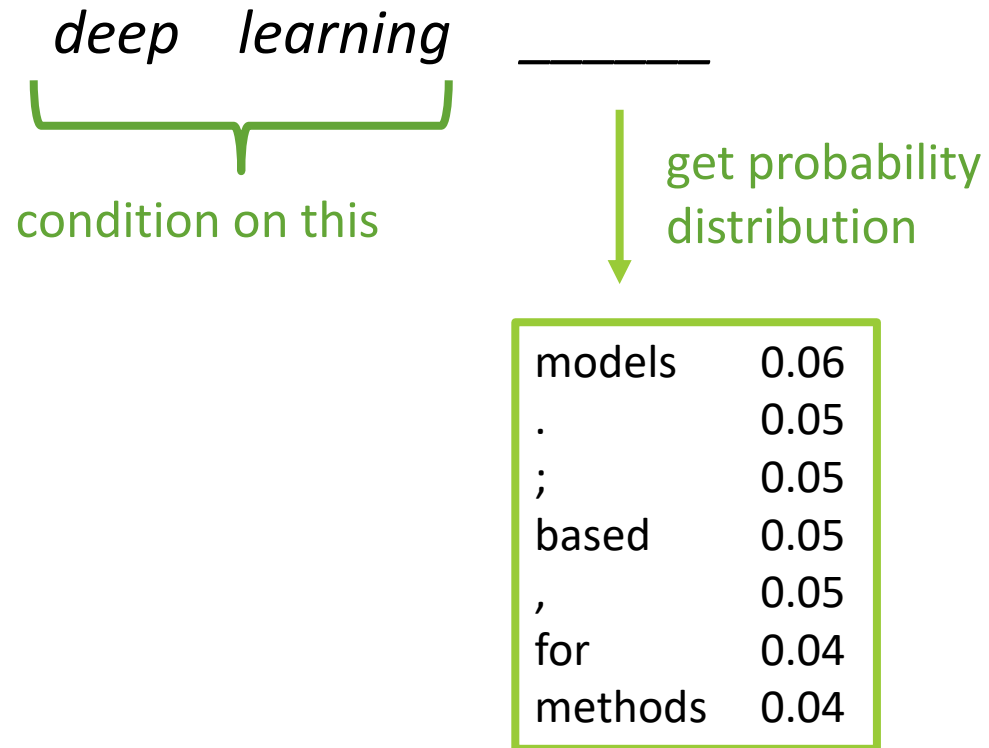 deep learning ______
condition on this
get probability
distribution
models 0.06
. 0.05
; 0.05
based 0.05
, 0.05
for 0.04
methods 0.04